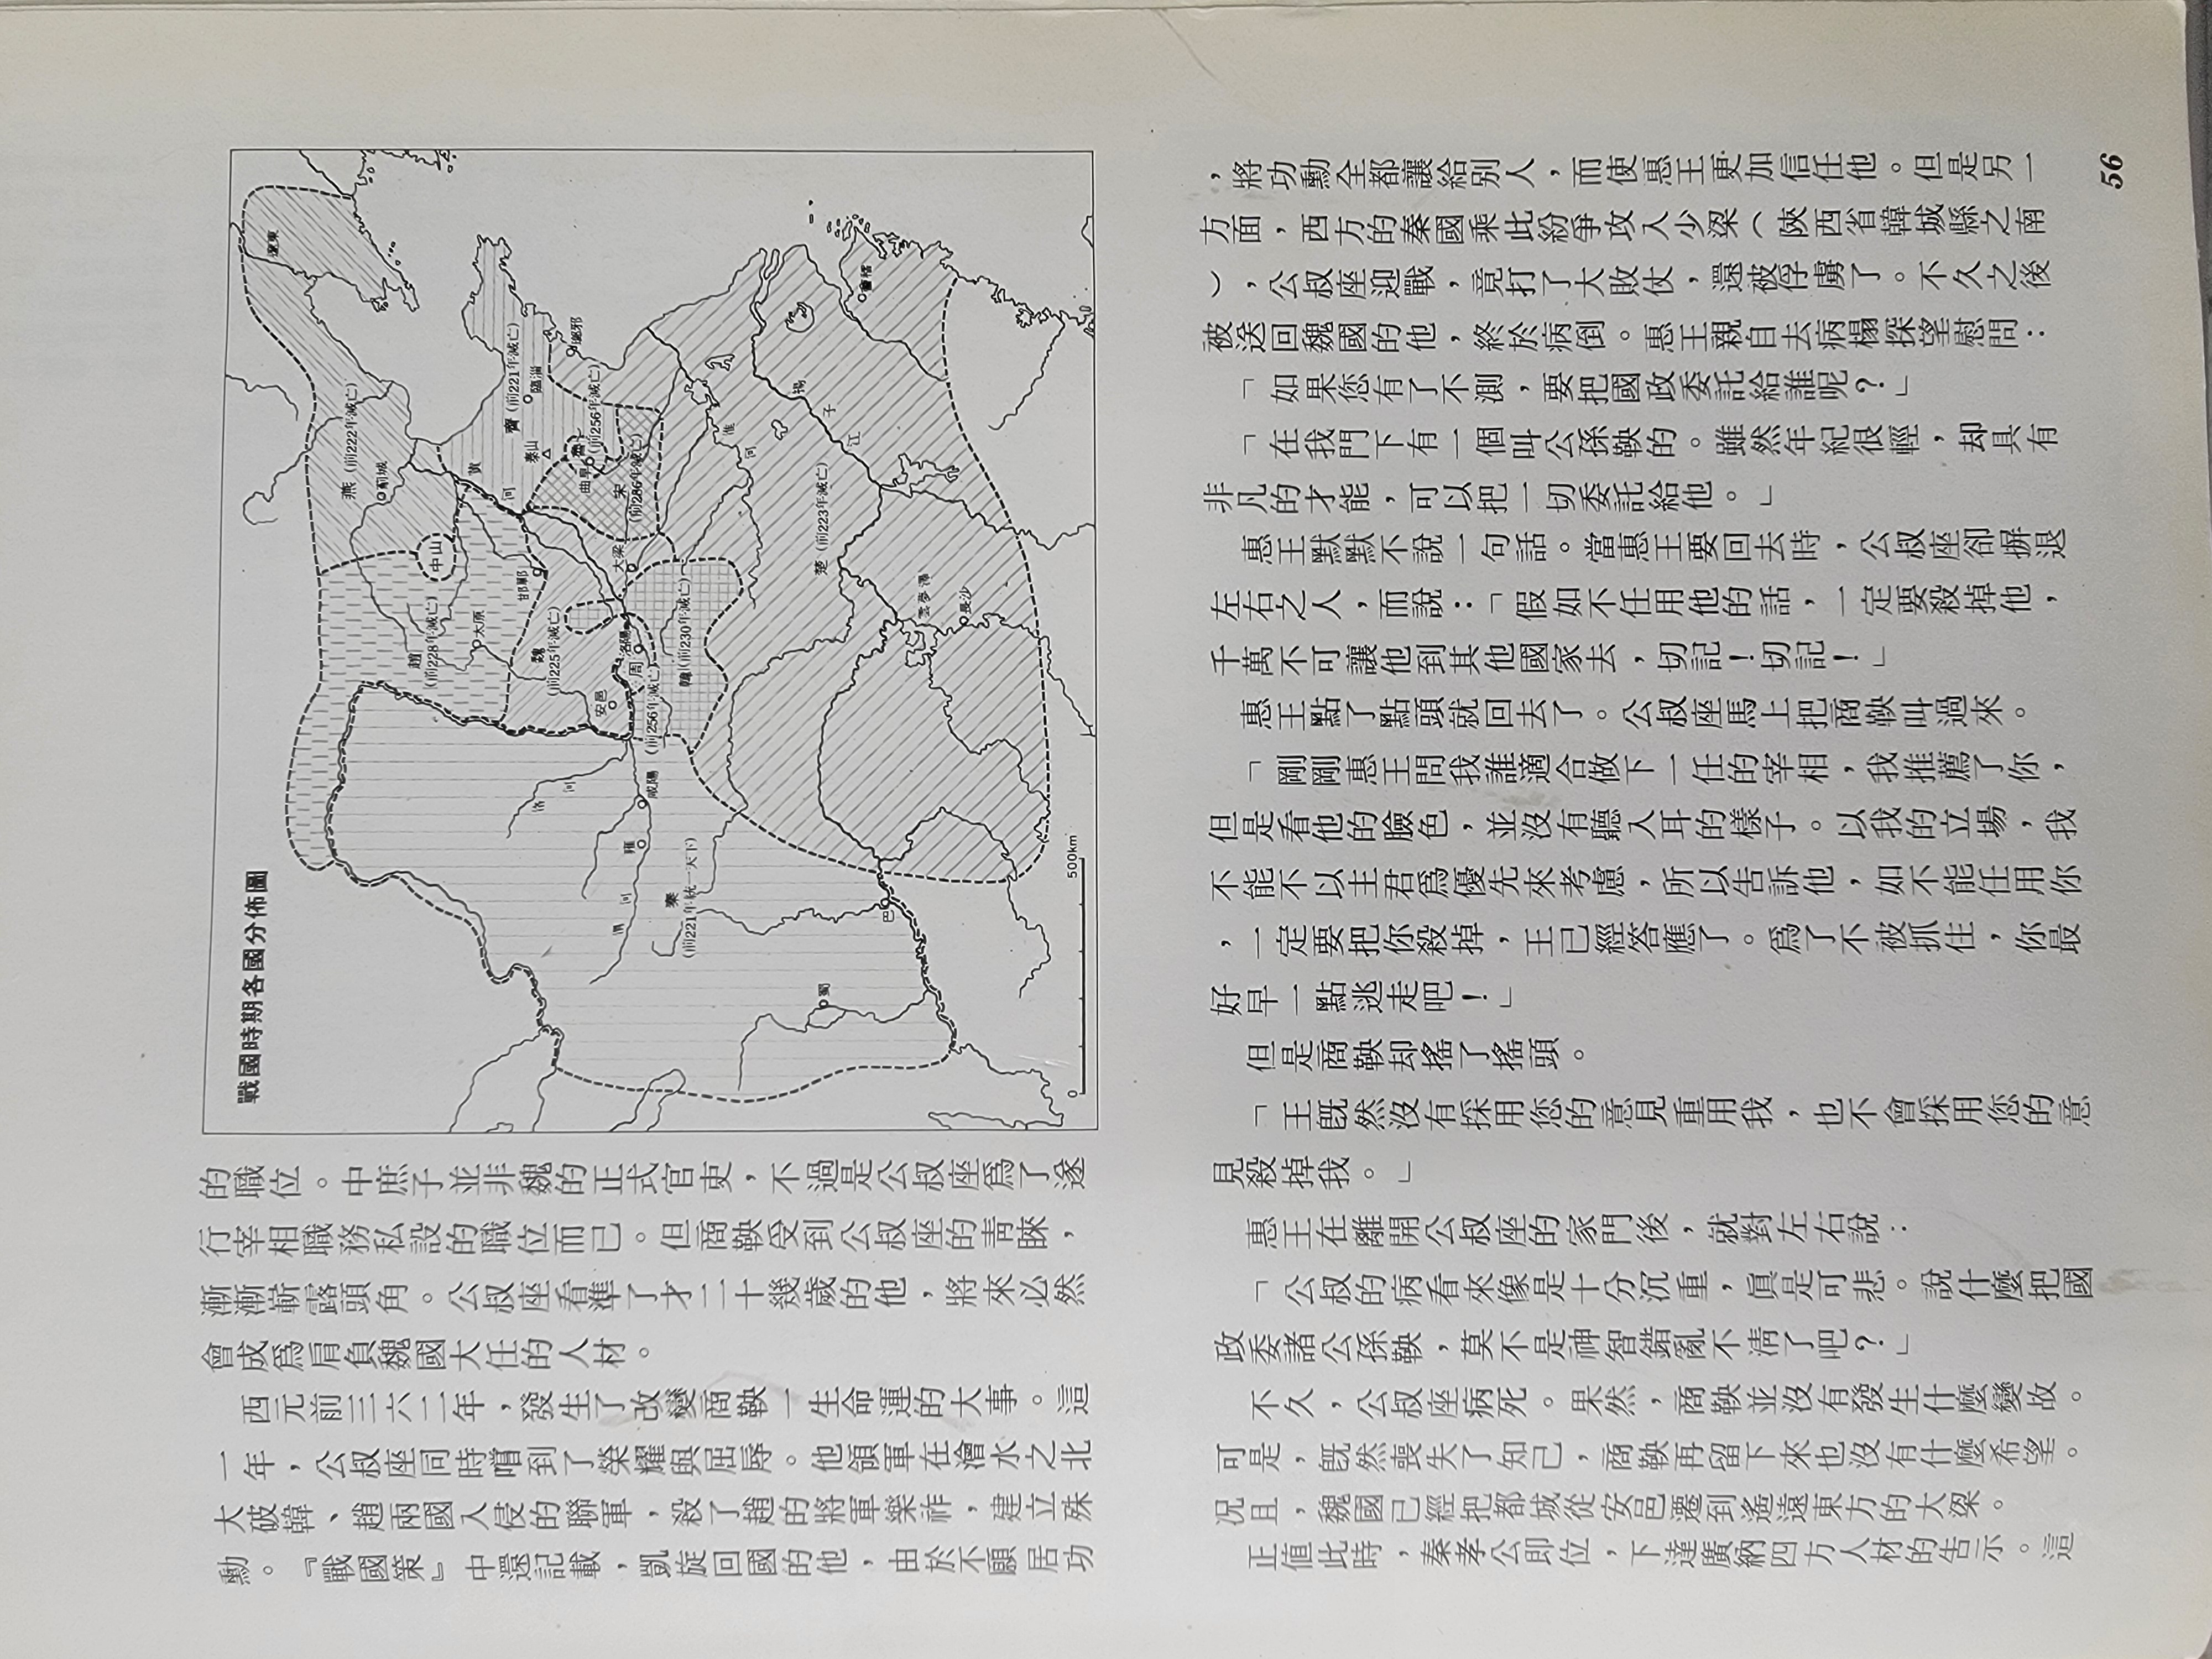 戰國時期各國分佈圖
遼東
燕(前222年滅亡)
薊城
趙
(前228年滅亡)
中山
太原
黃
河
邯鄲
齊(前221年滅亡)
臨淄
泰山
魏
(前225年滅亡)
瑯邪
曲阜
魯
(前256年滅亡)
洛
河
安邑
宋
(前286年滅亡)
大梁
洛陽
周
(前256年滅亡)
渭
河
雍
咸陽
秦
(前221年統一天下)
韓(前230年滅亡)
淮
河
楚(前223年滅亡)
揚
子
江
蜀
巴
會稽
雲夢澤
長沙
0
500km
的職位。中庶子並非魏的正式官吏，不過是公叔座爲了遂
行宰相職務私設的職位而已。但商鞅受到公叔座的靑睞，
漸漸嶄露頭角。公叔座看準了才二十幾歲的他，將來必然
會成爲肩負魏國大任的人材。
西元前三六二年，發生了改變商鞅一生命運的大事。這
一年，公叔座同時嚐到了榮耀與屈辱。他領軍在澮水之北
大破韓、趙兩國入侵的聯軍，殺了趙的將軍樂祚，建立殊
勳。『戰國策』中還記載，凱旋回國的他，由於不願居功
，將功勳全都讓給別人，而使惠王更加信任他。但是另一
方面，西方的秦國乘此紛爭攻入少梁（陝西省韓城縣之南
），公叔座迎戰，竟打了大敗仗，還被俘虜了。不久之後
被送回魏國的他，終於病倒。惠王親自去病榻探望慰問：
「如果您有了不測，要把國政委託給誰呢？」
「在我門下有一個叫公孫鞅的。雖然年紀很輕，却具有
非凡的才能，可以把一切委託給他。」
惠王默默不說一句話。當惠王要回去時，公叔座卻摒退
左右之人，而說：「假如不任用他的話，一定要殺掉他，
千萬不可讓他到其他國家去，切記！切記！」
惠王點了點頭就回去了。公叔座馬上把商鞅叫過來。
「剛剛惠王問我誰適合做下一任的宰相，我推薦了你，
但是看他的臉色，並沒有聽入耳的樣子。以我的立場，我
不能不以主君爲優先來考慮，所以告訴他，如不能任用你
，一定要把你殺掉，王已經答應了。爲了不被抓住，你最
好早一點逃走吧！」
但是商鞅却搖了搖頭。
「王既然沒有採用您的意見重用我，也不會採用您的意
見殺掉我。」
惠王在離開公叔座的家門後，就對左右說：
「公叔的病看來像是十分沉重，眞是可悲。說什麼把國
政委諸公孫鞅，莫不是神智錯亂不淸了吧？」
不久，公叔座病死。果然，商鞅並沒有發生什麼變故。
可是，既然喪失了知己，商鞅再留下來也沒有什麼希望。
况且，魏國已經把都城從安邑遷到遙遠東方的大梁。
正値此時，秦孝公即位，下達廣納四方人材的告示。這
56